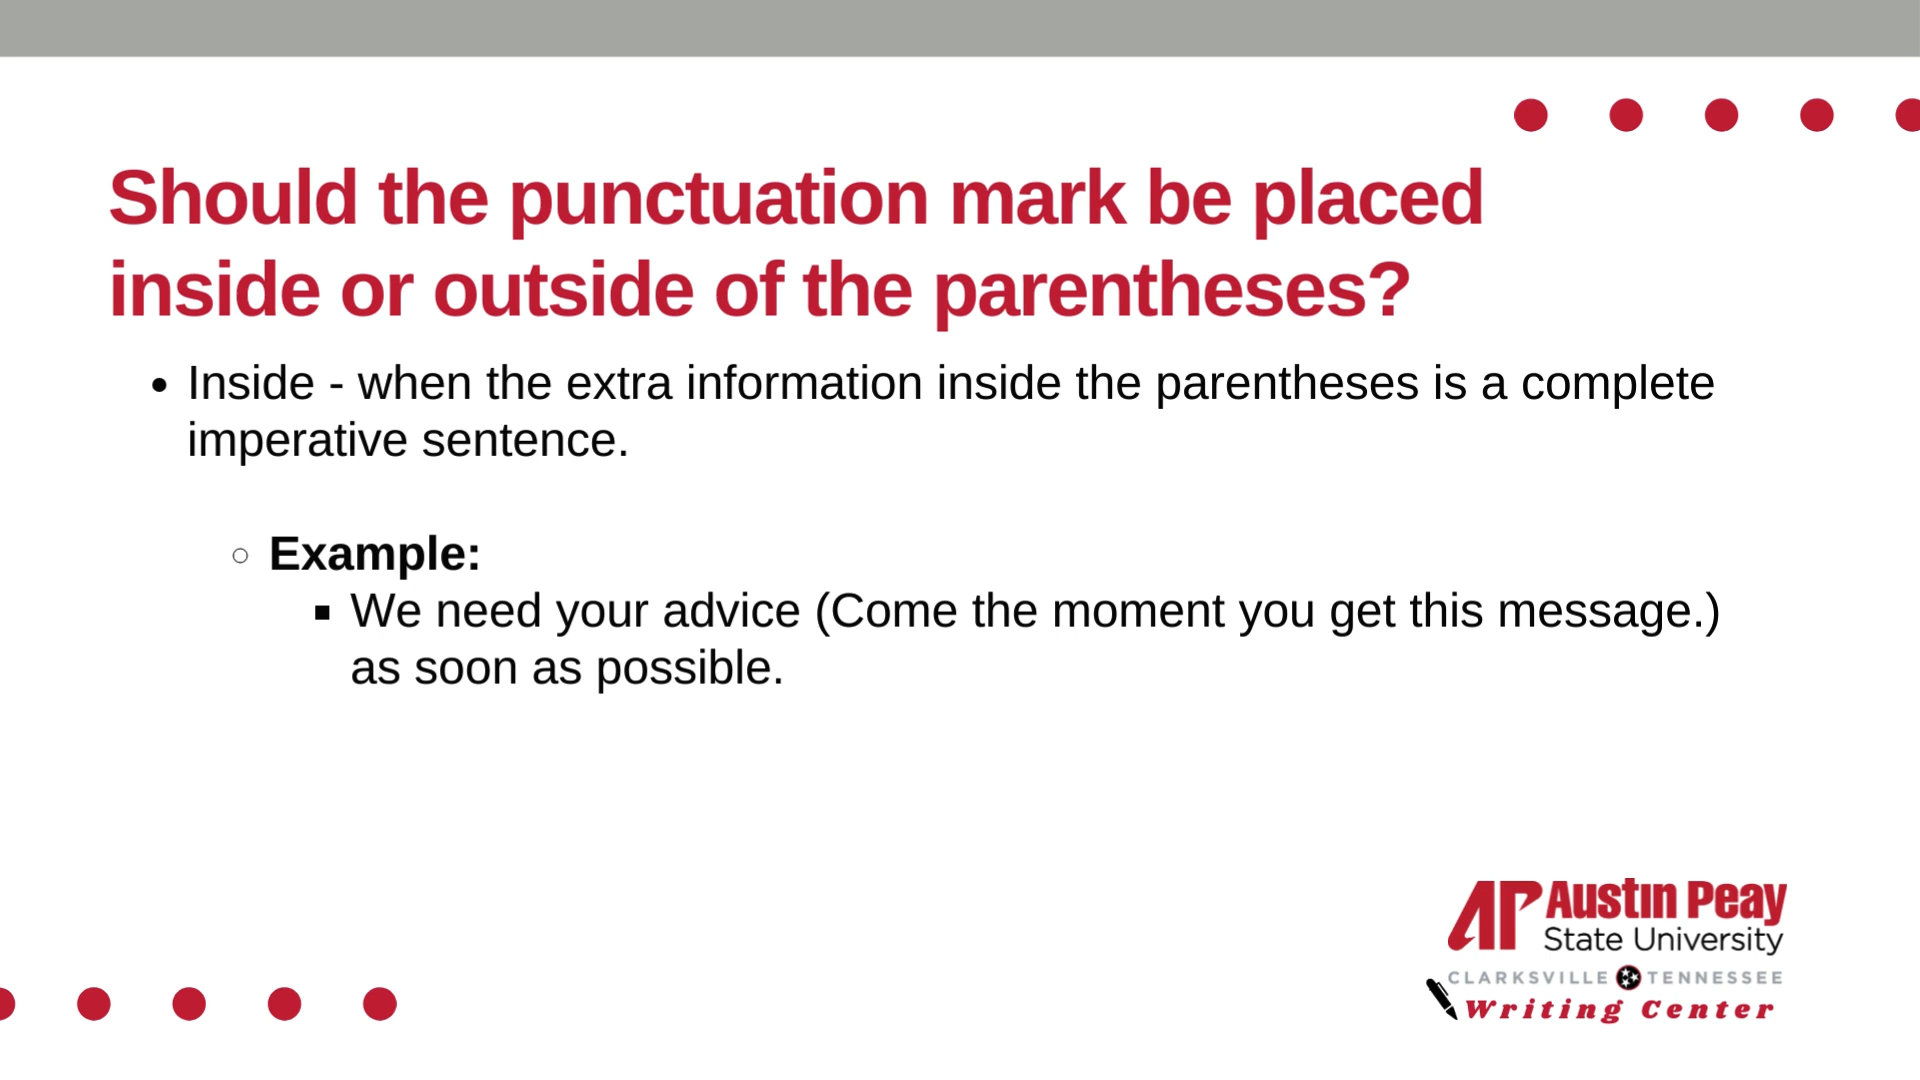 Should the punctuation mark be placed
inside or outside of the parentheses?
• Inside - when the extra information inside the parentheses is a complete
imperative sentence.
○ Example:
▪ We need your advice (Come the moment you get this message.)
as soon as possible.
AP Austin Peay
State University
CLARKSVILLE TENNESSEE
Writing Center